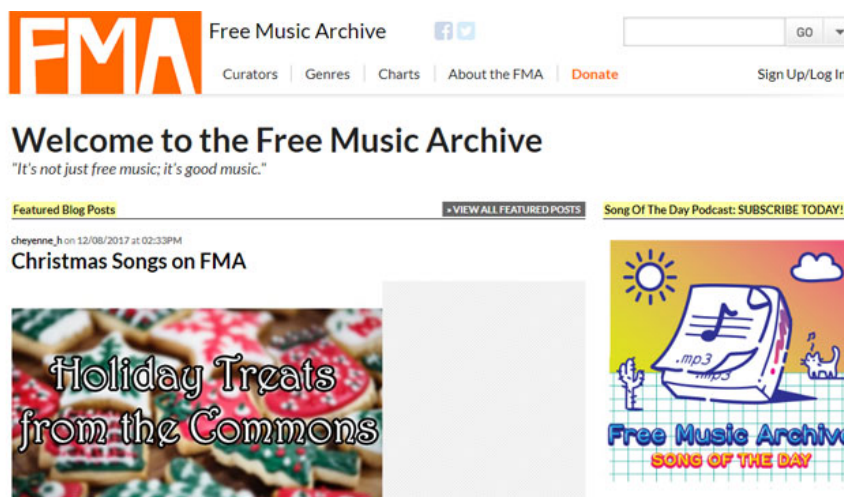 FMA
Free Music Archive
GO
Curators
Genres
Charts
About the FMA
Donate
Sign Up/Log In
Welcome to the Free Music Archive
"It's not just free music; it's good music."
Featured Blog Posts
» VIEW ALL FEATURED POSTS
cheyenne_h on 12/08/2017 at 02:33PM
Christmas Songs on FMA
Holiday Treats
from the Commons
Song Of The Day Podcast: SUBSCRIBE TODAY!
.mp3
.mp3
Free Music Archive
SONG OF THE DAY